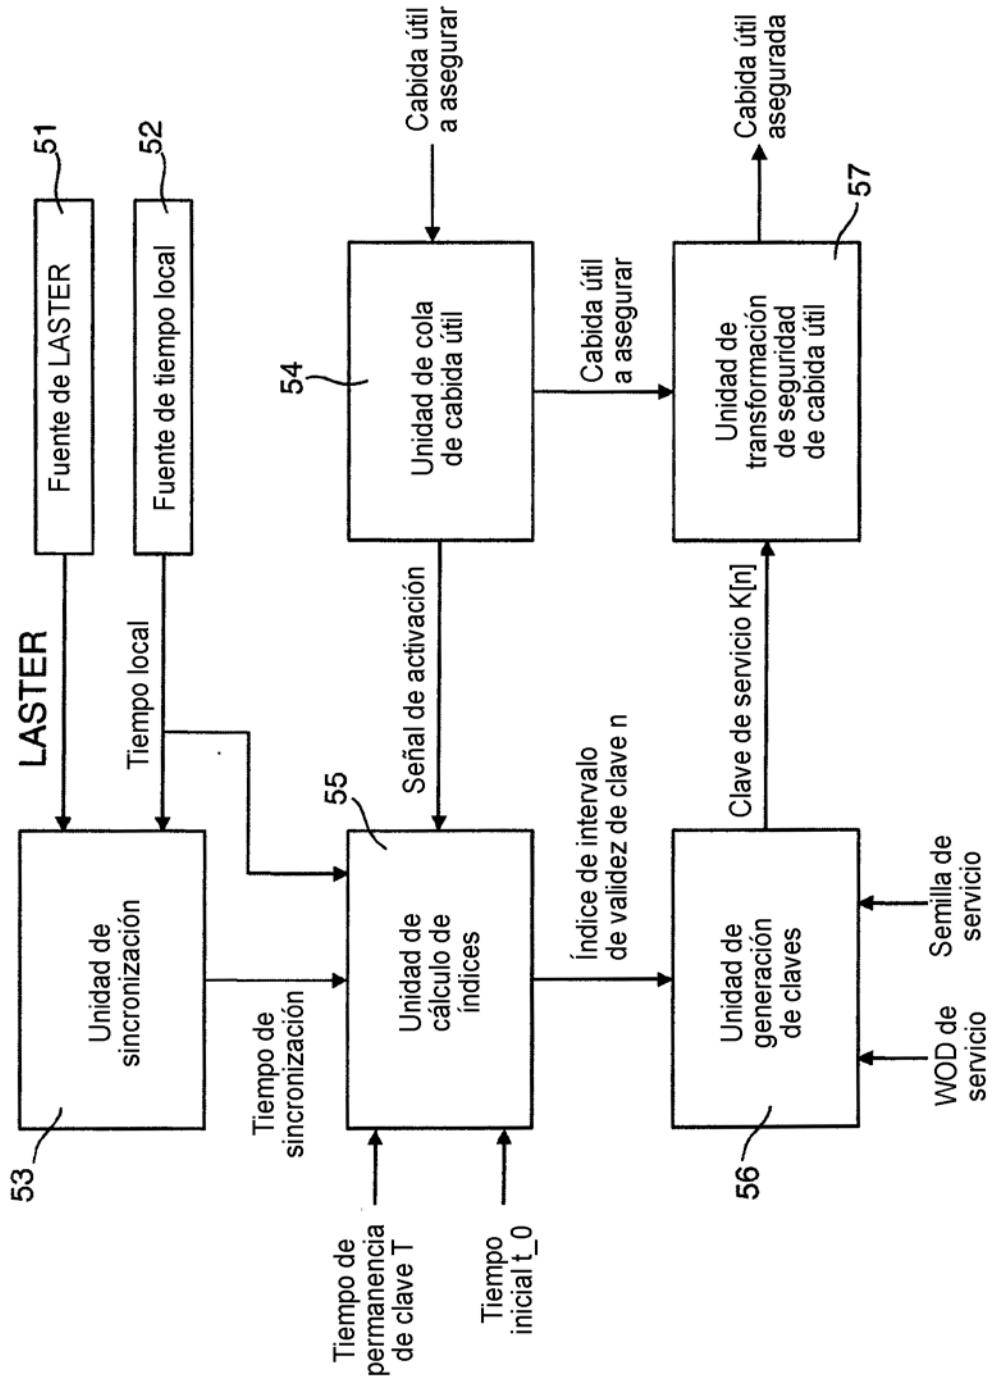 Fuente de LASTER
51
LASTER
Fuente de tiempo local
52
Tiempo local
Unidad de
sincronización
53
Tiempo de
sincronización
Cabida útil
a asegurar
Unidad de cola
de cabida útil
54
Señal de activación
Unidad de
cálculo de
índices
55
Tiempo de
permanencia
de clave T
Tiempo
inicial t_0
Cabida útil
a asegurar
Índice de intervalo
de validez de clave n
Cabida útil
asegurada
Unidad de
transformación
de seguridad
de cabida útil
57
Clave de servicio K[n]
Unidad de
generación
de claves
56
Semilla de
servicio
WOD de
servicio